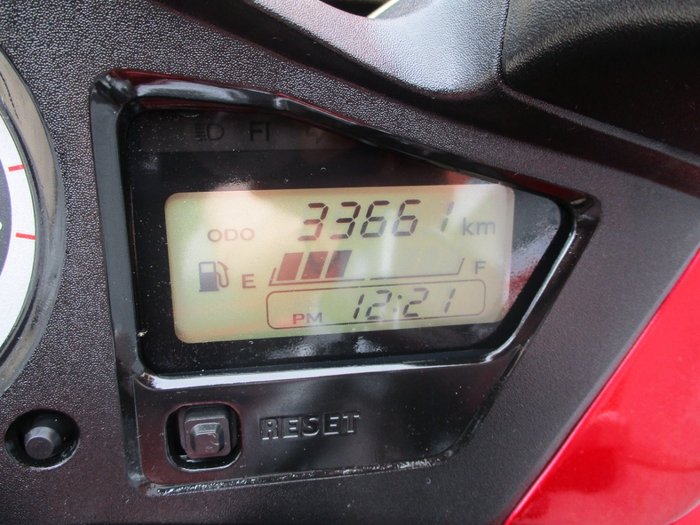 FI
ODO 33661 km
E F
PM 12:21
RESET